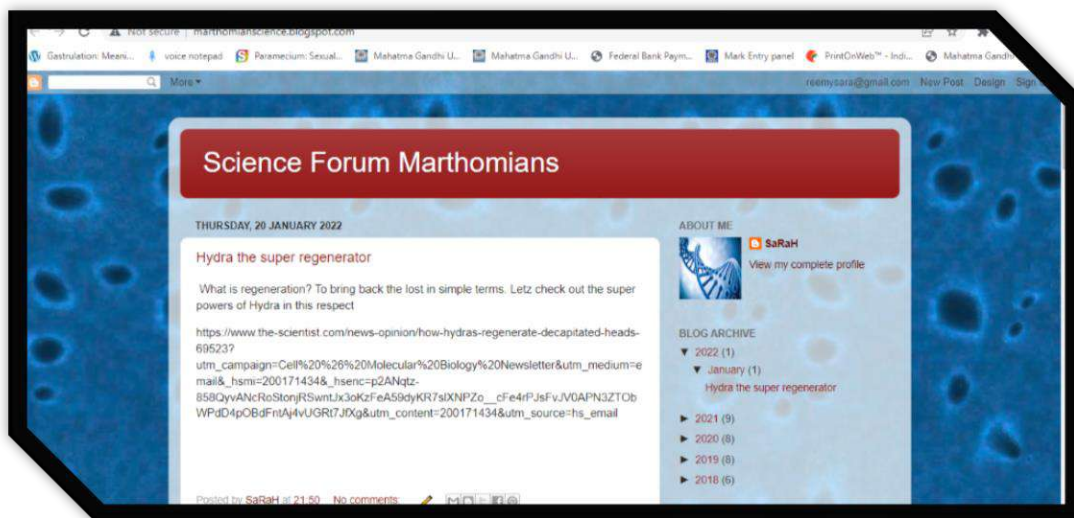 Not secure | marthomianscience.blogspot.com
Gastrulation: Meani... voice notepad Paramecium: Sexual... Mahatma Gandhi U... Mahatma Gandhi U... Federal Bank Paym... Mark Entry panel PrintOnWeb™ - Indi... Mahatma Gandhi
More reemysara@gmail.com New Post Design Sign
Science Forum Marthomians
THURSDAY, 20 JANUARY 2022
Hydra the super regenerator
What is regeneration? To bring back the lost in simple terms. Letz check out the super
powers of Hydra in this respect
https://www.the-scientist.com/news-opinion/how-hydras-regenerate-decapitated-heads-
69523?
utm_campaign=Cell%20%26%20Molecular%20Biology%20Newsletter&utm_medium=e
mail&_hsmi=200171434&_hsenc=p2ANqtz-
858QyvANcRoStonjRSwntJx3oKzFeA59dyKR7slXNPZo__cFe4rPJsFvJV0APN3ZTOb
WPdD4pOBdFntAj4vUGRt7JfXg&utm_content=200171434&utm_source=hs_email
Posted by SaRaH at 21:50 No comments:
ABOUT ME
SaRaH
View my complete profile
BLOG ARCHIVE
▼ 2022 (1)
▼ January (1)
Hydra the super regenerator
► 2021 (9)
► 2020 (8)
► 2019 (8)
► 2018 (6)